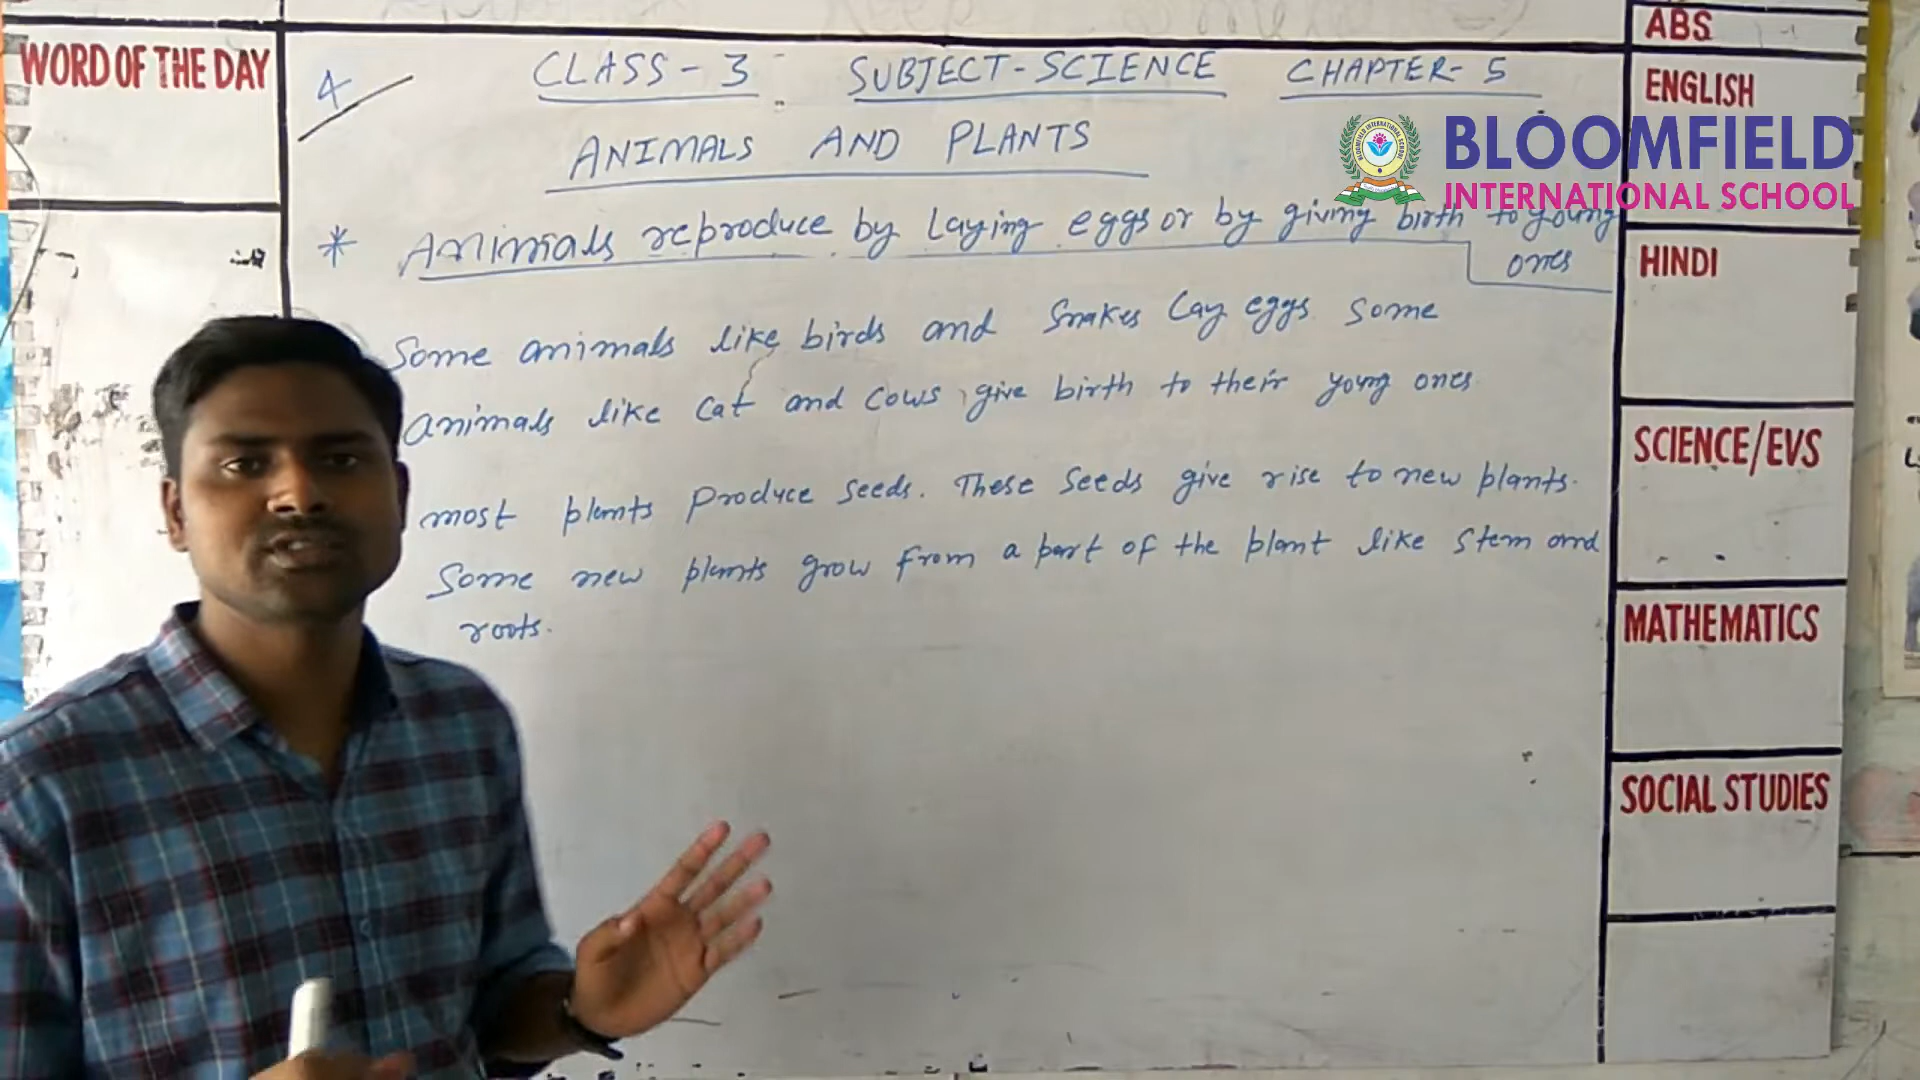 WORD OF THE DAY
4
CLASS-3 SUBJECT-SCIENCE CHAPTER-5
ANIMALS AND PLANTS
* Animals reproduce by laying eggs or by giving birth to young
ones
Some animals like birds and snakes lay eggs some
animals like cat and cows give birth to their young ones
most plants produce seeds. These seeds give rise to new plants.
Some new plants grow from a part of the plant like stem and
roots.
ABS
ENGLISH
BLOOMFIELD
INTERNATIONAL SCHOOL
HINDI
SCIENCE/EVS
MATHEMATICS
SOCIAL STUDIES